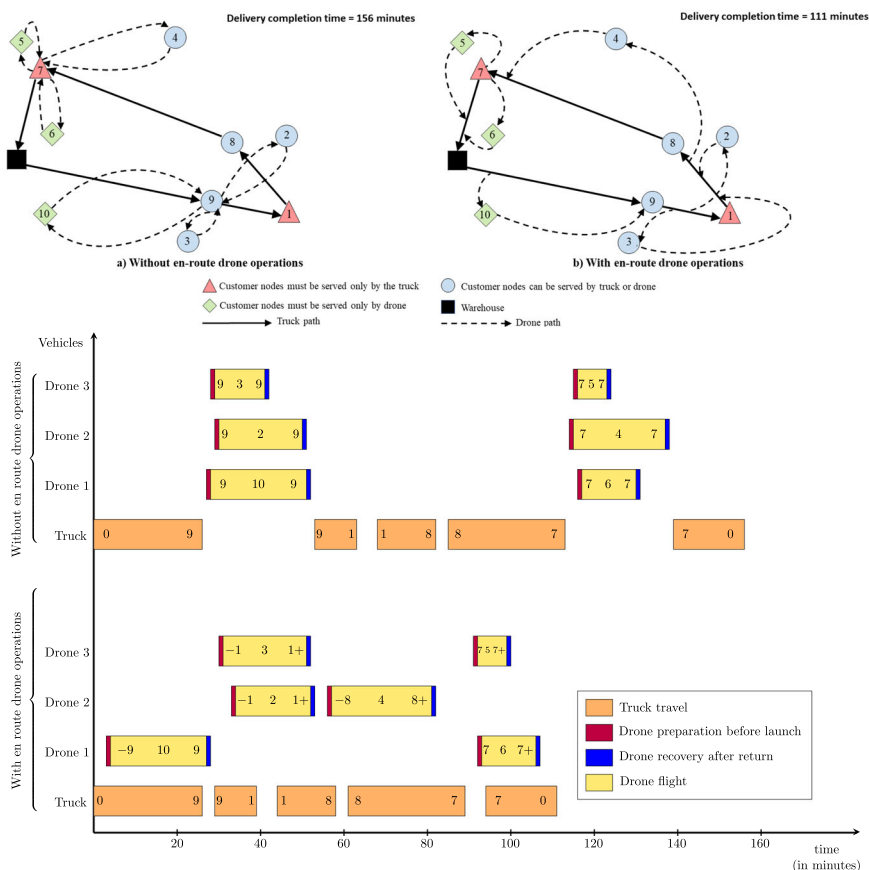 Delivery completion time = 156 minutes
5
4
7
6
8
2
9
10
1
3
a) Without en-route drone operations
Delivery completion time = 111 minutes
5
4
7
6
8
2
9
10
1
3
b) With en-route drone operations
Customer nodes must be served only by the truck
Customer nodes can be served by truck or drone
Customer nodes must be served only by drone
Warehouse
Truck path
Drone path
Vehicles
Without en route drone operations
Drone 3
9 3 9
7 5 7
Drone 2
9 2 9
7 4 7
Drone 1
9 10 9
7 6 7
Truck
0 9
9 1
1 8
8 7
7 0
With en route drone operations
Drone 3
−1 3 1+
7 5 7+
Drone 2
−1 2 1+
−8 4 8+
Drone 1
−9 10 9
7 6 7+
Truck
0 9
9 1
1 8
8 7
7 0
Truck travel
Drone preparation before launch
Drone recovery after return
Drone flight
20 40 60 80 100 120 140 160
time
(in minutes)